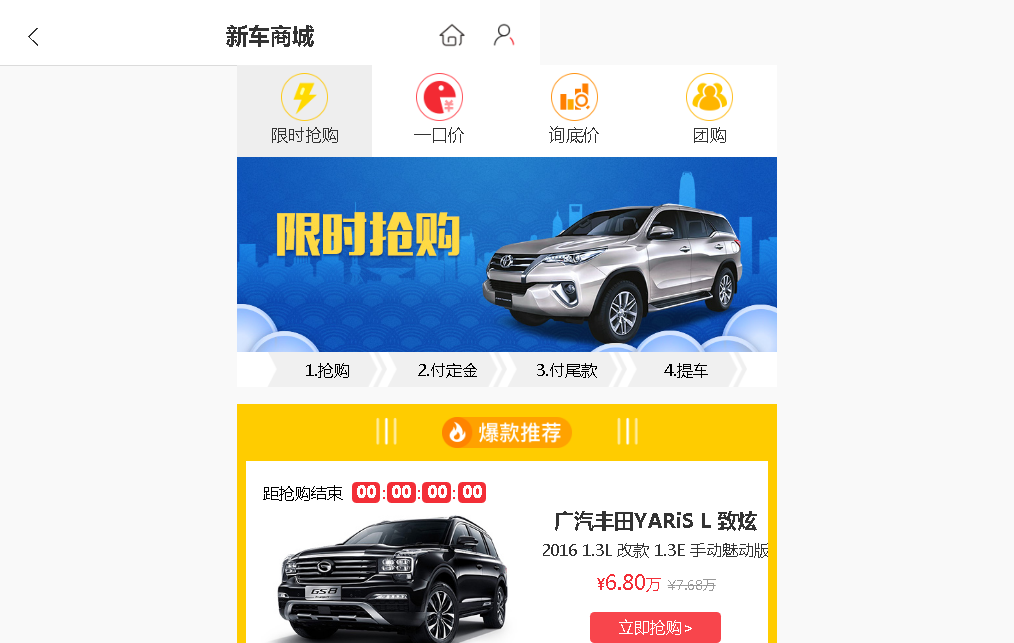 新车商城
限时抢购 一口价 询底价 团购
限时抢购
1.抢购 2.付定金 3.付尾款 4.提车
爆款推荐
距抢购结束 00:00:00:00
广汽丰田YARiS L 致炫
2016 1.3L 改款 1.3E 手动魅动版
¥6.80万 ¥7.68万
GS8
立即抢购>